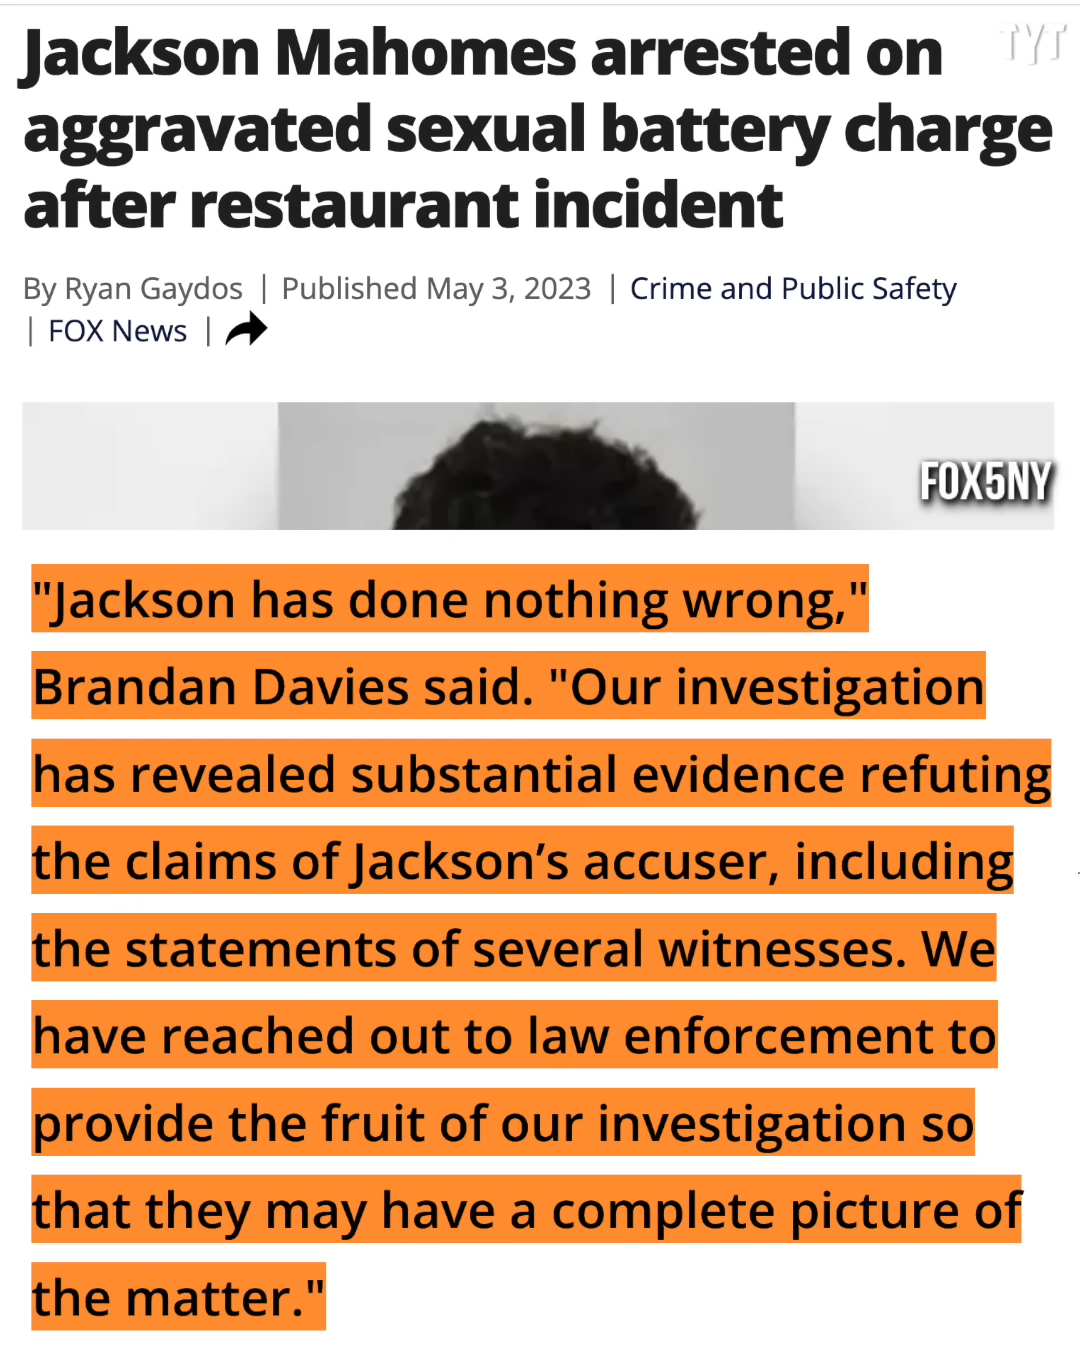 Jackson Mahomes arrested on
TYT
aggravated sexual battery charge
after restaurant incident
By Ryan Gaydos | Published May 3, 2023 | Crime and Public Safety
| FOX News |
FOX5NY
"Jackson has done nothing wrong,"
Brandan Davies said. "Our investigation
has revealed substantial evidence refuting
the claims of Jackson’s accuser, including
the statements of several witnesses. We
have reached out to law enforcement to
provide the fruit of our investigation so
that they may have a complete picture of
the matter."